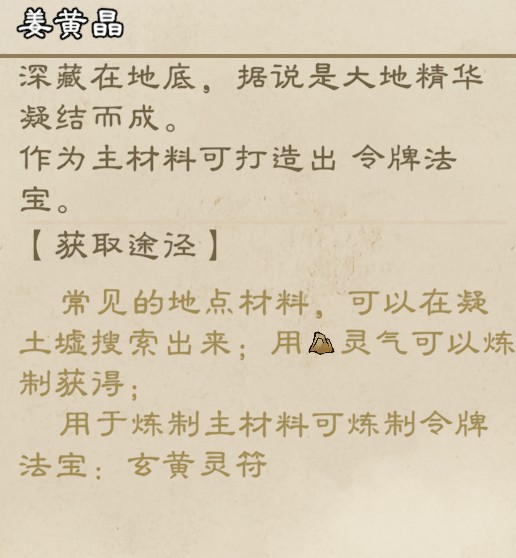 姜黄晶
深藏在地底，据说是大地精华
凝结而成。
作为主材料可打造出 令牌法
宝。
【获取途径】
常见的地点材料，可以在凝
土墟搜索出来；用灵气可以炼
制获得；
用于炼制主材料可炼制令牌
法宝：玄黄灵符